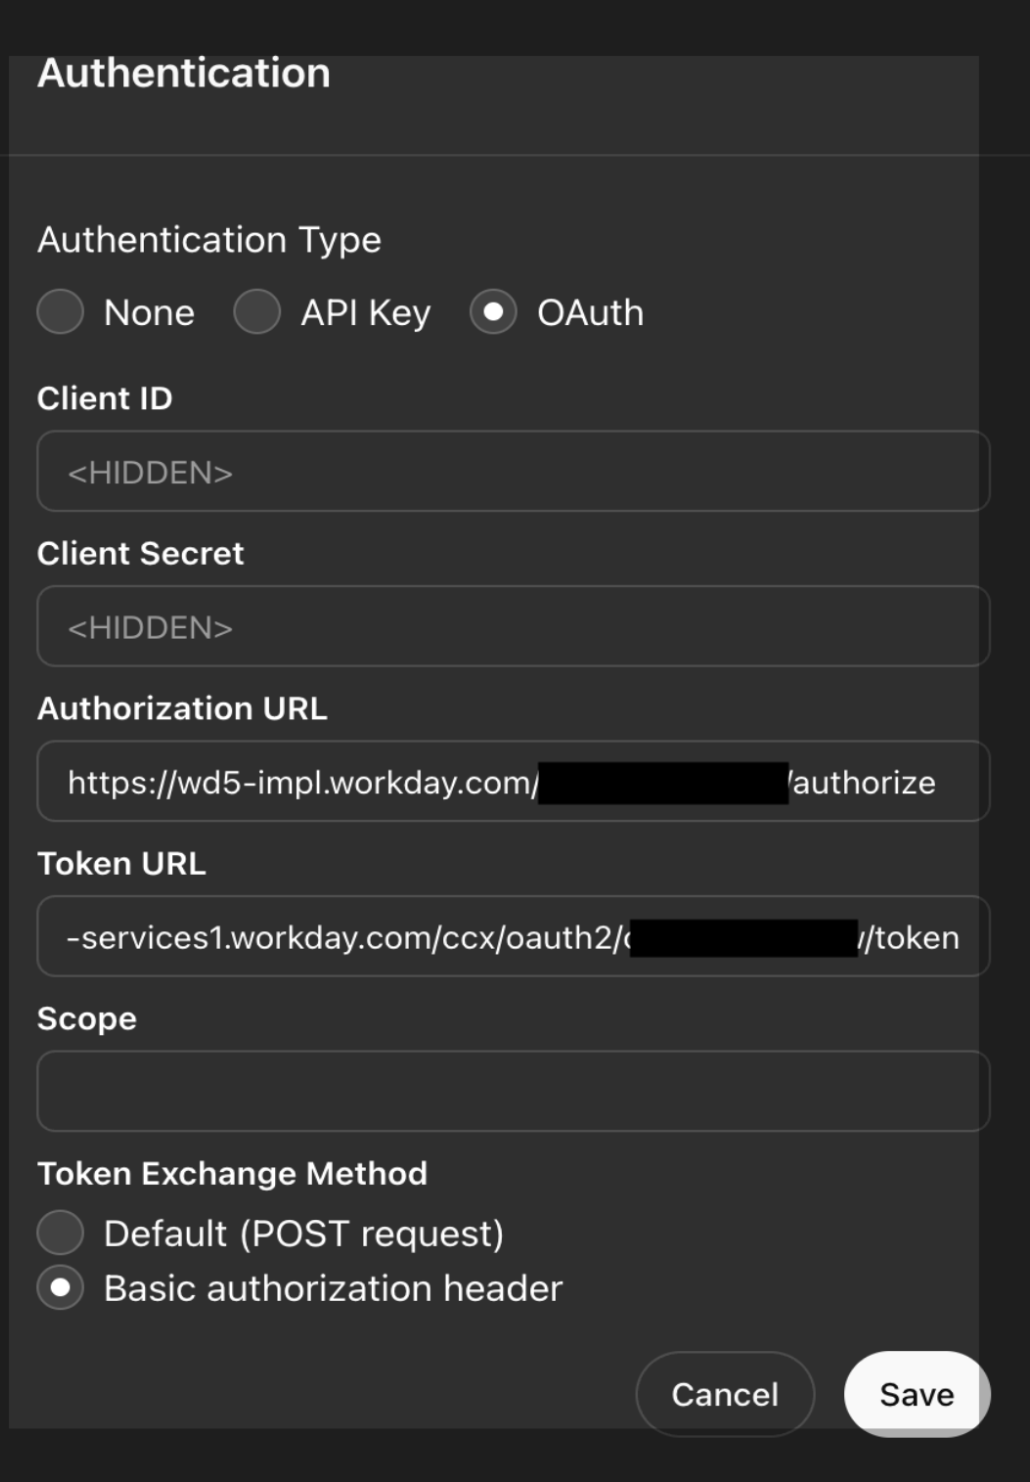 Authentication
Authentication Type
None API Key OAuth
Client ID
<HIDDEN>
Client Secret
<HIDDEN>
Authorization URL
https://wd5-impl.workday.com/ /authorize
Token URL
-services1.workday.com/ccx/oauth2/ /token
Scope
Token Exchange Method
Default (POST request)
Basic authorization header
Cancel Save